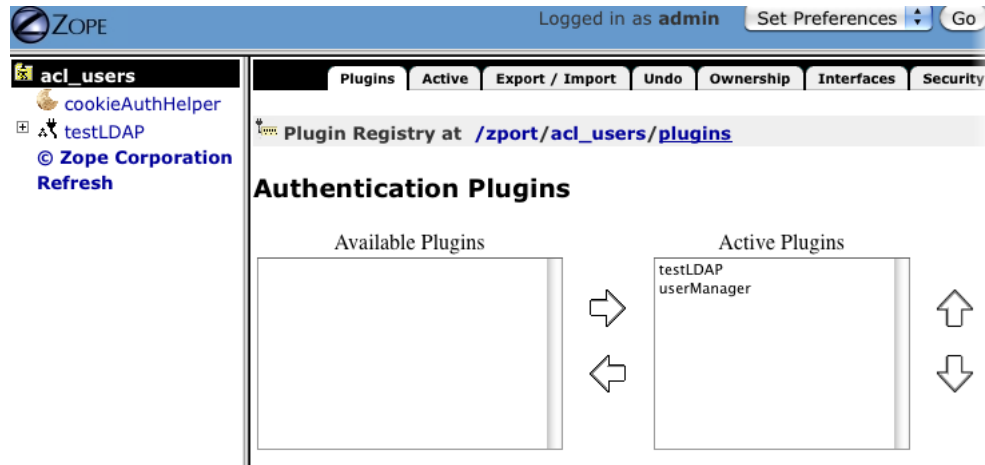 ZOPE
Logged in as admin Set Preferences Go
acl_users
cookieAuthHelper
testLDAP
© Zope Corporation
Refresh
Plugins Active Export / Import Undo Ownership Interfaces Security
Plugin Registry at /zport/acl_users/plugins
Authentication Plugins
Available Plugins
Active Plugins
testLDAP
userManager